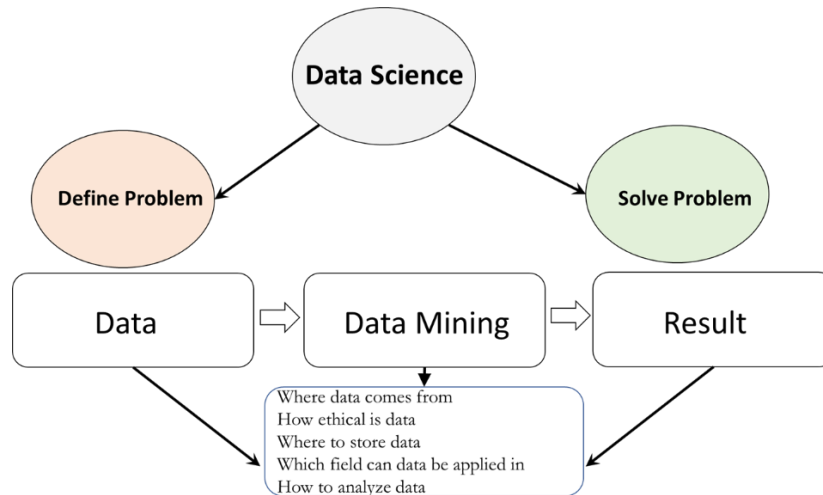 Data Science
Define Problem
Solve Problem
Data
Data Mining
Result
Where data comes from
How ethical is data
Where to store data
Which field can data be applied in
How to analyze data